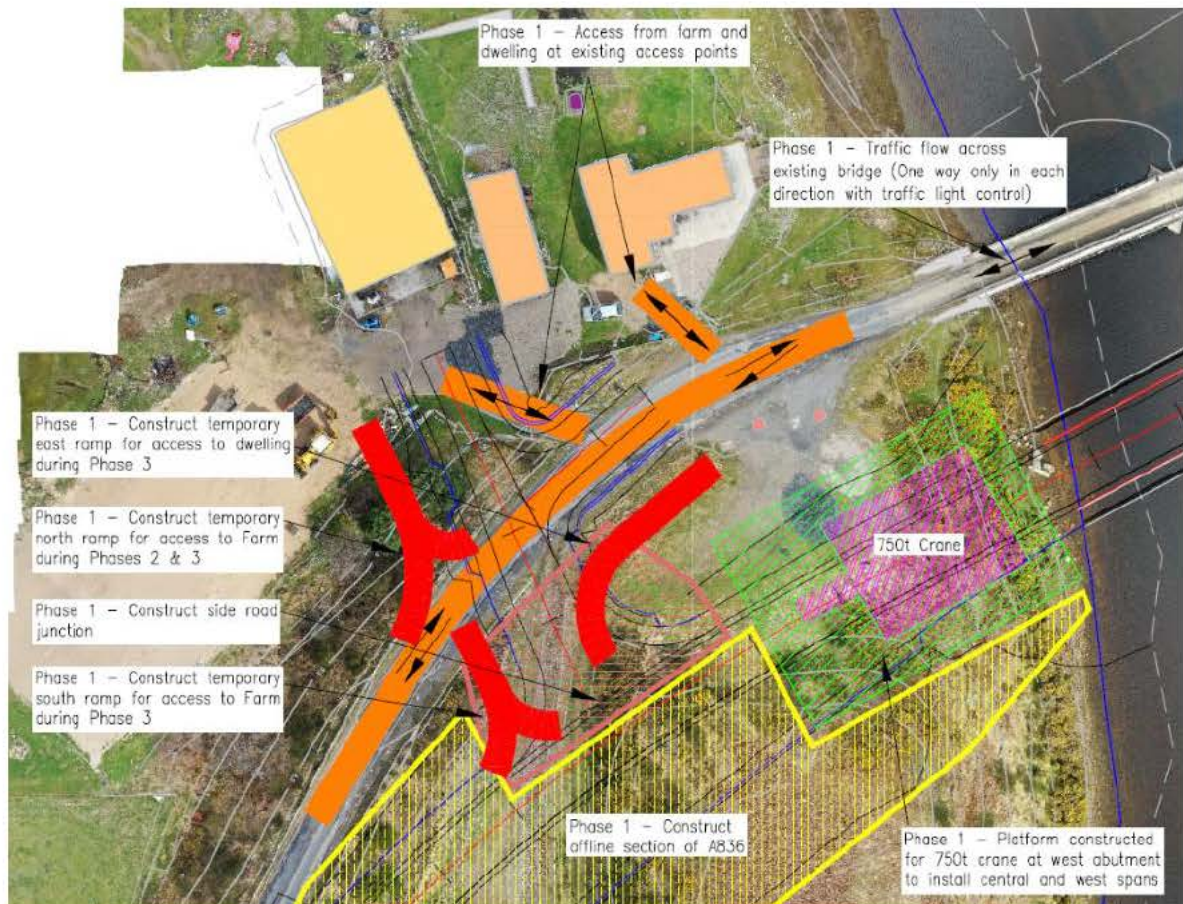 Phase 1 – Access from farm and
dwelling at existing access points
Phase 1 – Traffic flow across
existing bridge (One way only in each
direction with traffic light control)
Phase 1 – Construct temporary
east ramp for access to dwelling
during Phase 3
Phase 1 – Construct temporary
north ramp for access to Farm
during Phases 2 & 3
Phase 1 – Construct side road
junction
Phase 1 – Construct temporary
south ramp for access to Farm
during Phase 3
750t Crane
Phase 1 – Construct
offline section of A836
Phase 1 – Platform constructed
for 750t crane at west abutment
to install central and west spans